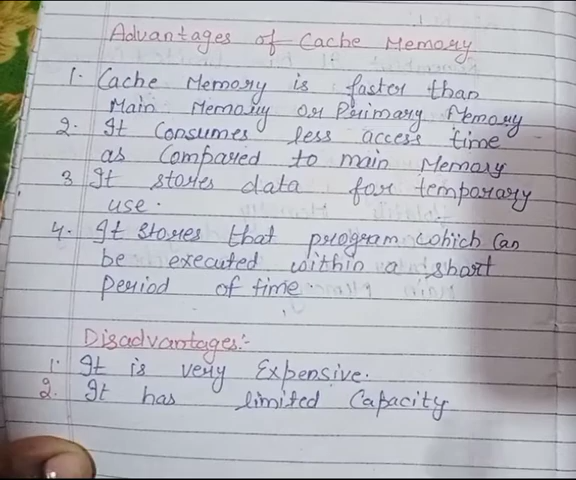 Advantages of Cache Memory
1. Cache Memory is faster than
Main Memory or Primary Memory
2. It Consumes less access time
as Compared to main Memory
3 It stores data for temporary
use.
4. It stores that program which Can
be executed within a short
period of time.
Disadvantages:-
1. It is very Expensive.
2. It has limited Capacity